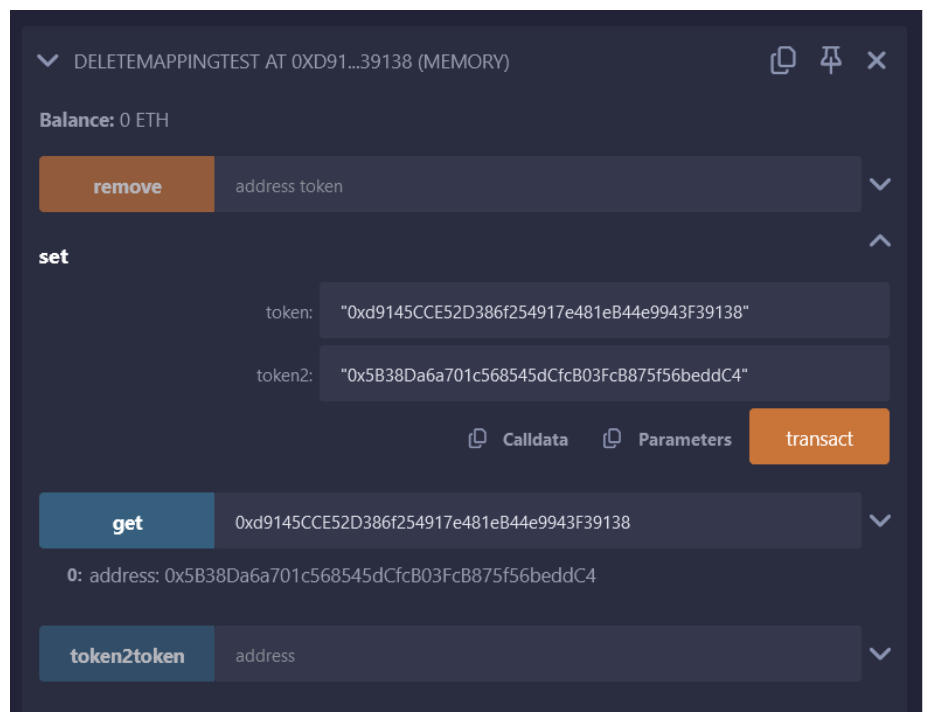 DELETEMAPPINGTEST AT 0XD91...39138 (MEMORY)
Balance: 0 ETH
remove address token
set
token: "0xd9145CCE52D386f254917e481eB44e9943F39138"
token2: "0x5B38Da6a701c568545dCfcB03FcB875f56beddC4"
Calldata Parameters transact
get 0xd9145CCE52D386f254917e481eB44e9943F39138
0: address: 0x5B38Da6a701c568545dCfcB03FcB875f56beddC4
token2token address